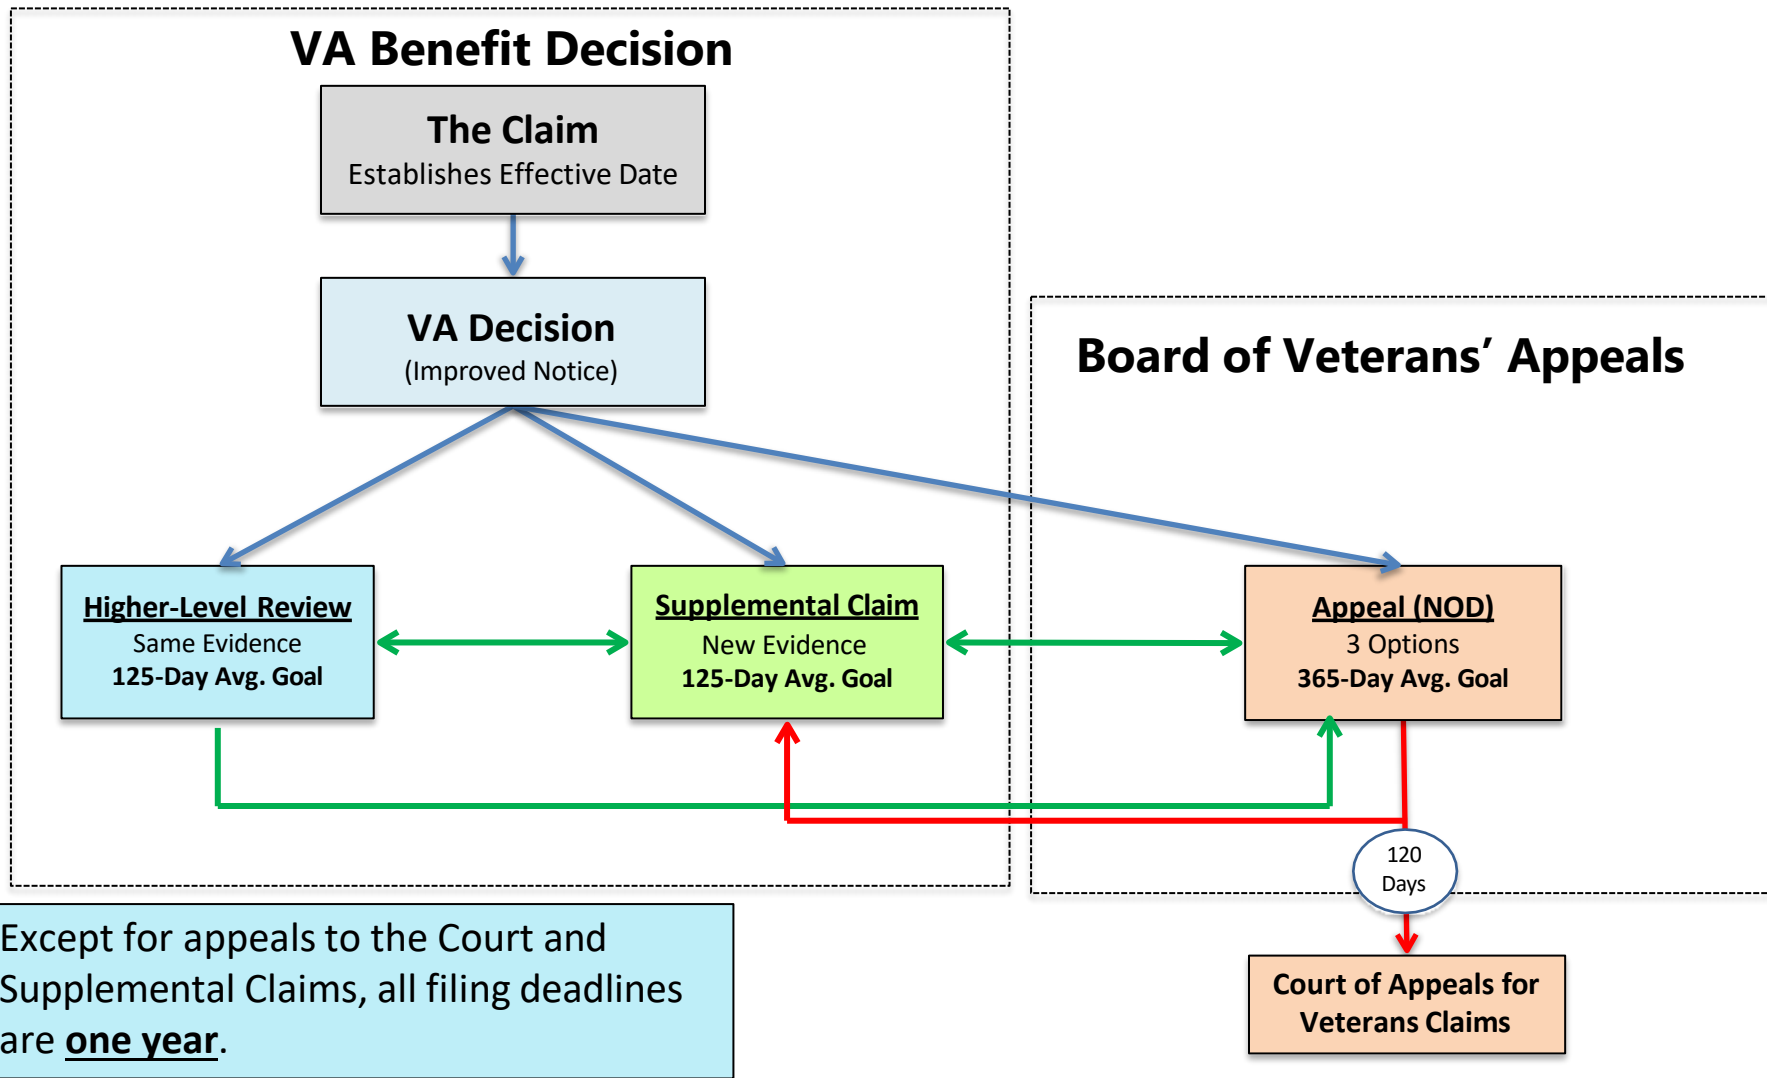 VA Benefit Decision
The Claim
Establishes Effective Date
VA Decision
(Improved Notice)
Board of Veterans’ Appeals
Higher-Level Review
Same Evidence
125-Day Avg. Goal
Supplemental Claim
New Evidence
125-Day Avg. Goal
Appeal (NOD)
3 Options
365-Day Avg. Goal
120
Days
Except for appeals to the Court and
Supplemental Claims, all filing deadlines
are one year.
Court of Appeals for
Veterans Claims